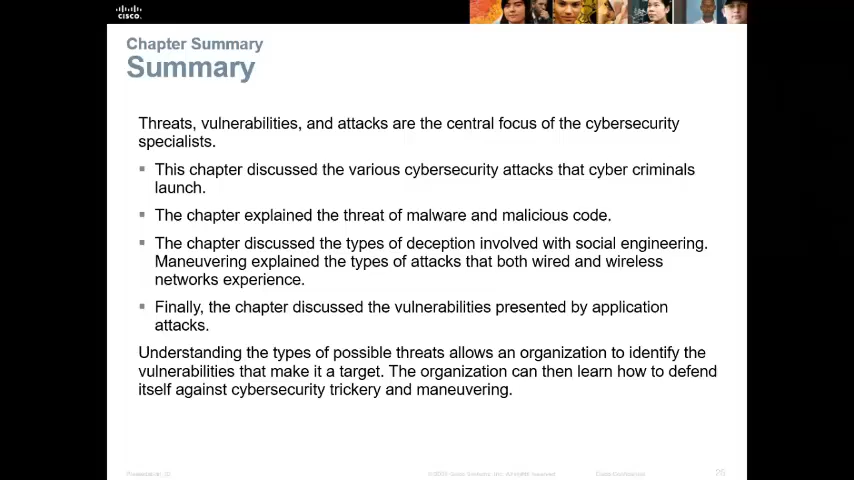 CISCO
Chapter Summary
Summary
Threats, vulnerabilities, and attacks are the central focus of the cybersecurity
specialists.
This chapter discussed the various cybersecurity attacks that cyber criminals
launch.
The chapter explained the threat of malware and malicious code.
The chapter discussed the types of deception involved with social engineering.
Maneuvering explained the types of attacks that both wired and wireless
networks experience.
Finally, the chapter discussed the vulnerabilities presented by application
attacks.
Understanding the types of possible threats allows an organization to identify the
vulnerabilities that make it a target. The organization can then learn how to defend
itself against cybersecurity trickery and maneuvering.